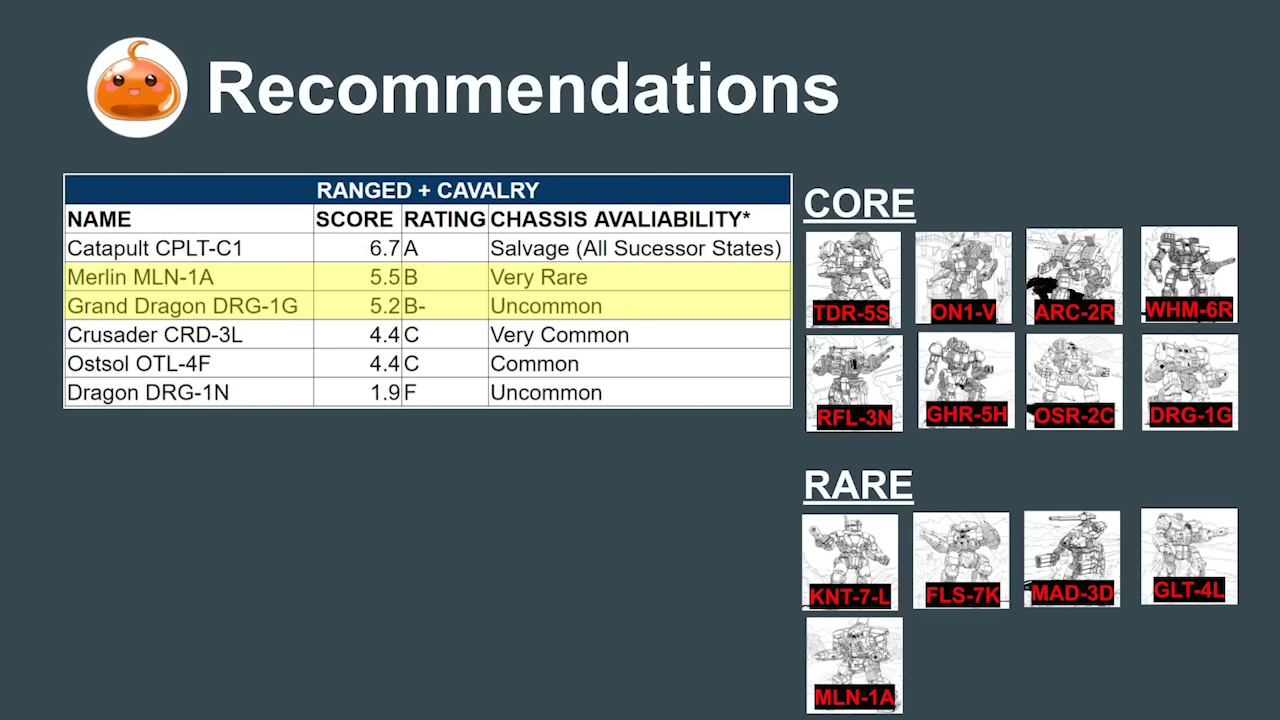 Recommendations
RANGED + CAVALRY
NAME SCORE RATING CHASSIS AVALIABILITY*
Catapult CPLT-C1 6.7 A Salvage (All Sucessor States)
Merlin MLN-1A 5.5 B Very Rare
Grand Dragon DRG-1G 5.2 B- Uncommon
Crusader CRD-3L 4.4 C Very Common
Ostsol OTL-4F 4.4 C Common
Dragon DRG-1N 1.9 F Uncommon
CORE
TDR-5S ON1-V ARC-2R WHM-6R
RFL-3N GHR-5H OSR-2C DRG-1G
RARE
KNT-7-L FLS-7K MAD-3D GLT-4L
MLN-1A